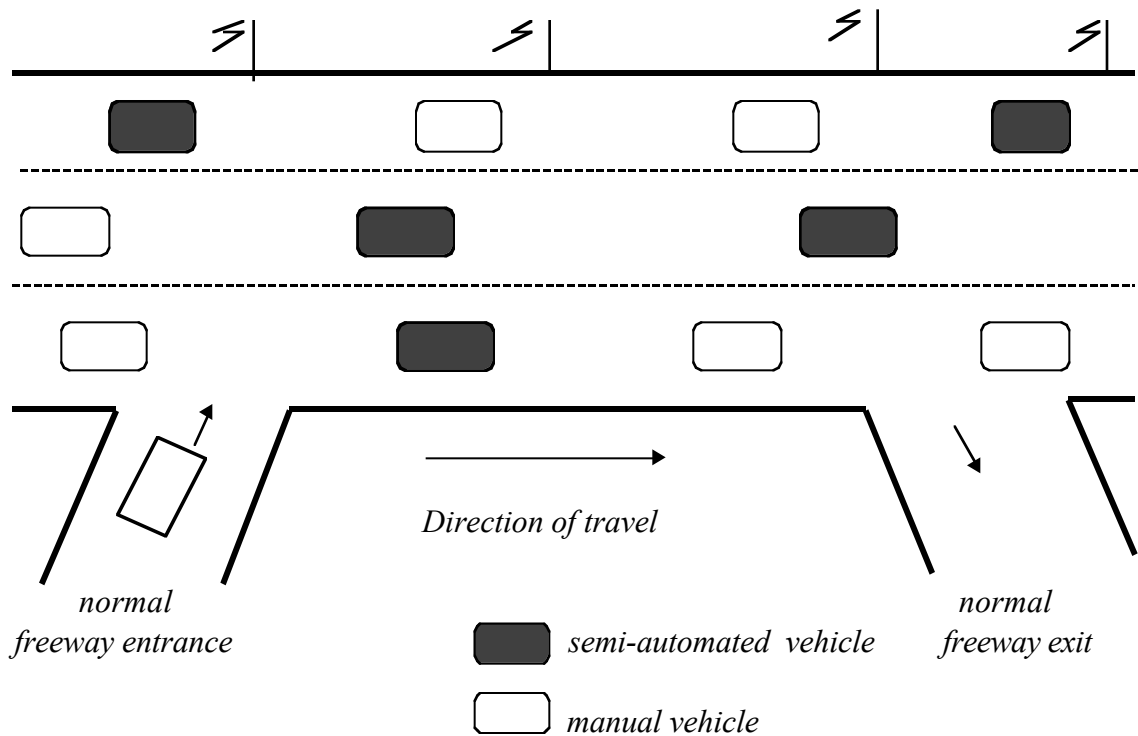 Direction of travel
normal
freeway entrance
normal
freeway exit
semi-automated vehicle
manual vehicle